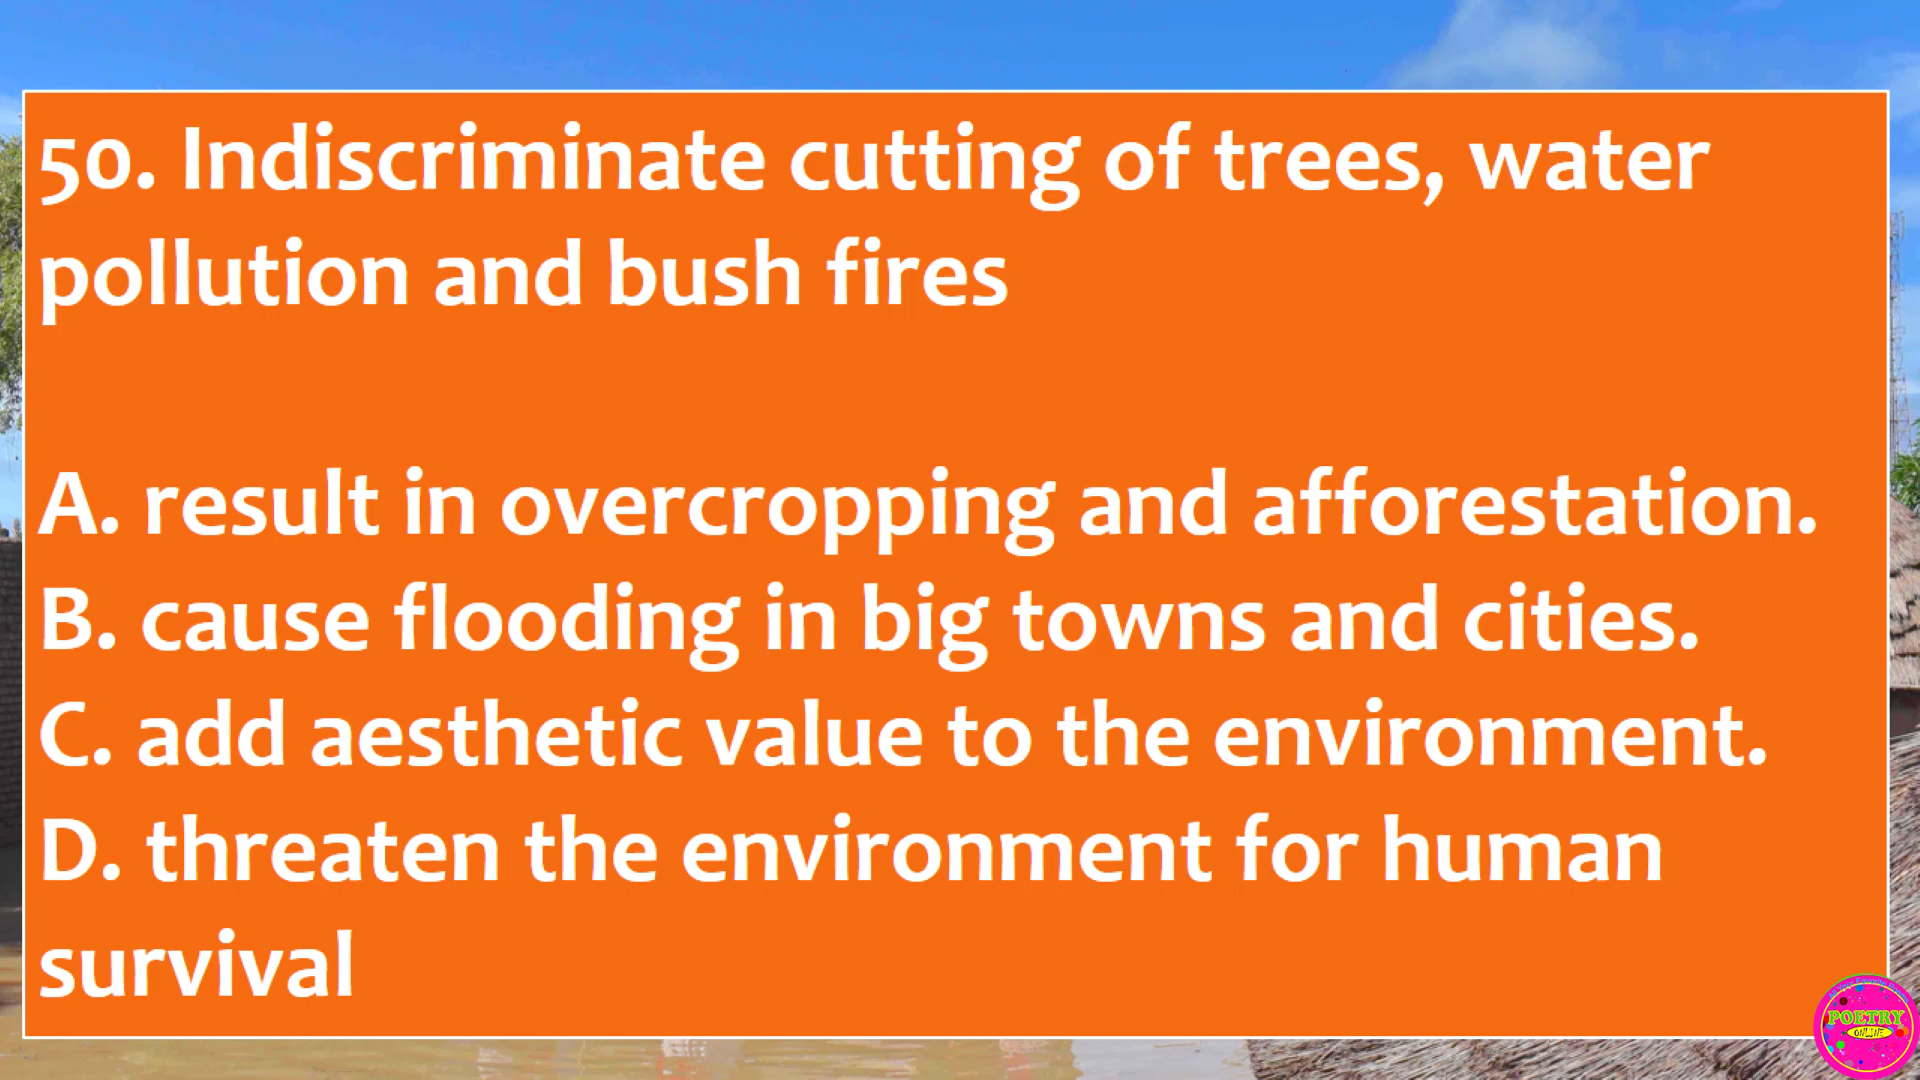 50. Indiscriminate cutting of trees, water
pollution and bush fires
A. result in overcropping and afforestation.
B. cause flooding in big towns and cities.
C. add aesthetic value to the environment.
D. threaten the environment for human
survival
POETRY
ONLINE